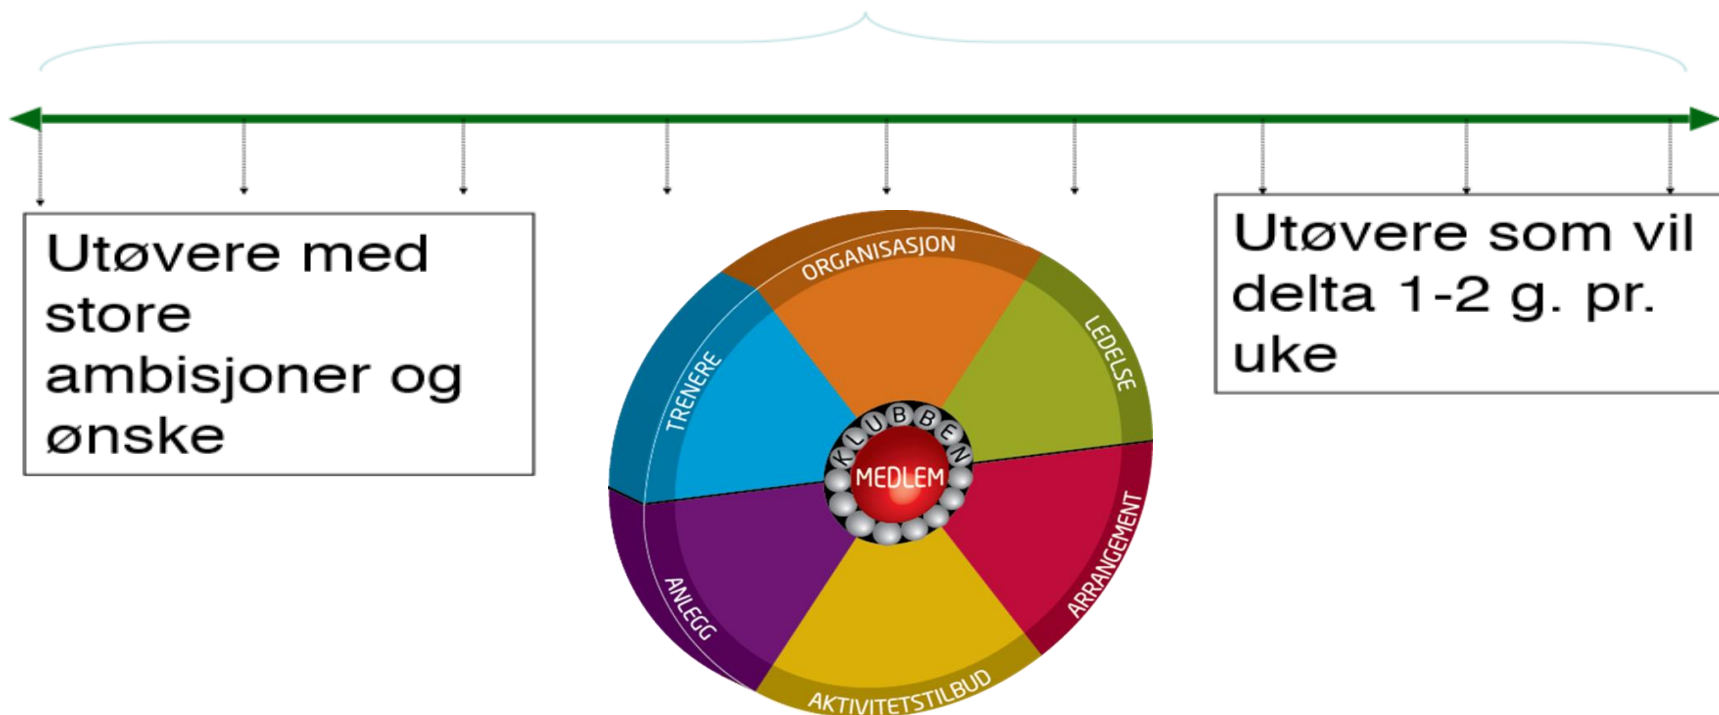 Utøvere med
store
ambisjoner og
ønske
Utøvere som vil
delta 1-2 g. pr.
uke
ORGANISASJON
LEDELSE
TRENERE
KLUBBEN
MEDLEM
ARRANGEMENT
ANLEGG
AKTIVITETSTILBUD